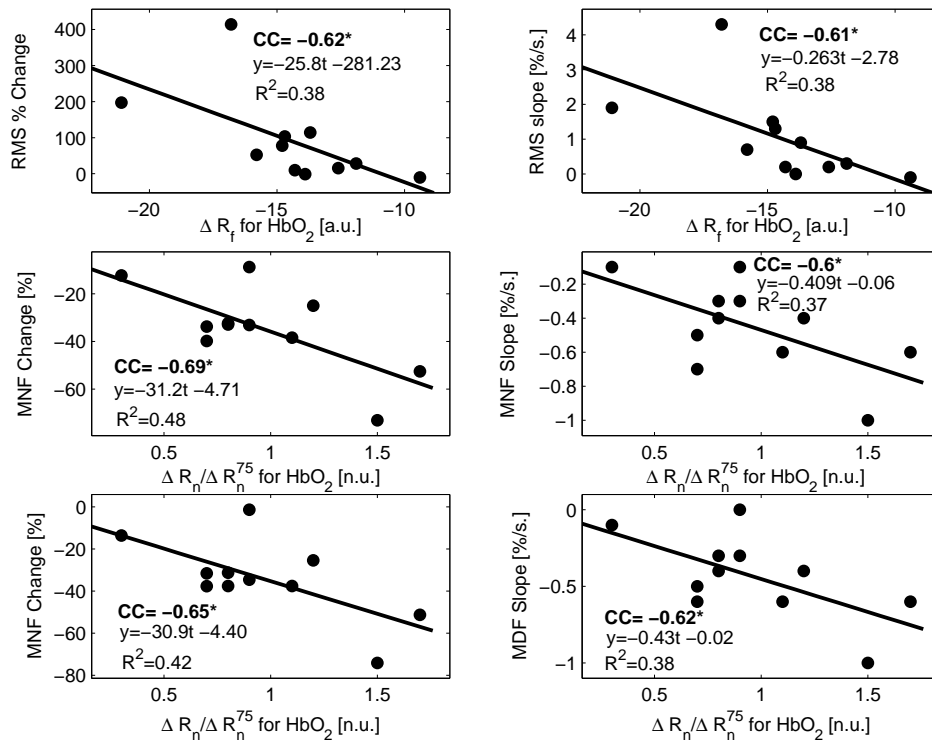 RMS % Change
400
300
200
100
0
CC= −0.62*
y=−25.8t −281.23
R²=0.38
−20
−15
−10
Δ R_f for HbO₂ [a.u.]
RMS slope [%/s.]
4
3
2
1
0
CC= −0.61*
y=−0.263t −2.78
R²=0.38
−20
−15
−10
Δ R_f for HbO₂ [a.u.]
MNF Change [%]
−20
−40
−60
CC= −0.69*
y=−31.2t −4.71
R²=0.48
0.5
1
1.5
Δ R_n/Δ R_n^75 for HbO₂ [n.u.]
MNF Slope [%/s.]
−0.2
−0.4
−0.6
−0.8
−1
CC= −0.6*
y=−0.409t −0.06
R²=0.37
0.5
1
1.5
Δ R_n/Δ R_n^75 for HbO₂ [n.u.]
MNF Change [%]
0
−20
−40
−60
−80
CC= −0.65*
y=−30.9t −4.40
R²=0.42
0.5
1
1.5
Δ R_n/Δ R_n^75 for HbO₂ [n.u.]
MDF Slope [%/s.]
0
−0.5
−1
CC= −0.62*
y=−0.43t −0.02
R²=0.38
0.5
1
1.5
Δ R_n/Δ R_n^75 for HbO₂ [n.u.]